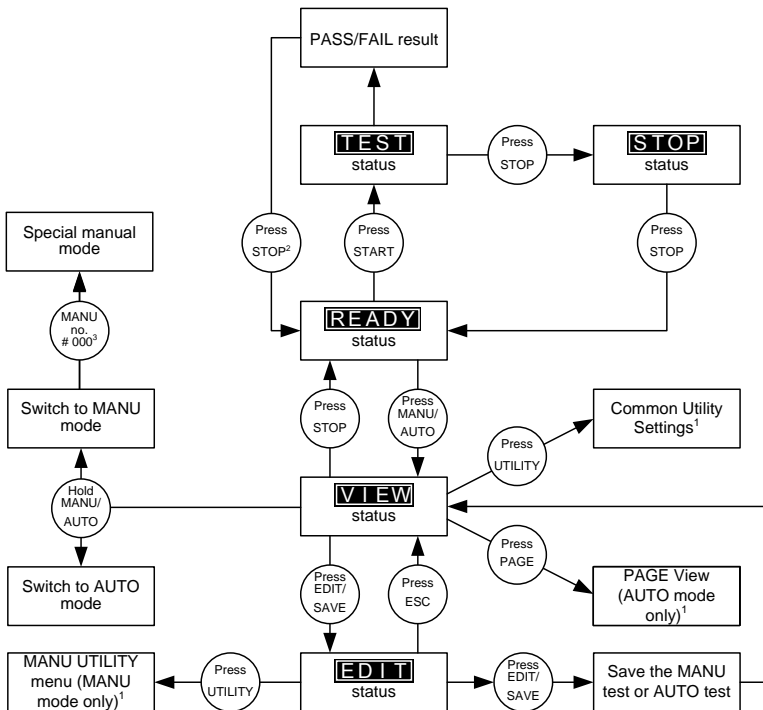 PASS/FAIL result
TEST
status
Press
STOP
STOP
status
Special manual
mode
Press
STOP²
Press
START
Press
STOP
MANU
no.
# 000³
READY
status
Switch to MANU
mode
Press
STOP
Press
MANU/
AUTO
Common Utility
Settings¹
Press
UTILITY
Hold
MANU/
AUTO
VIEW
status
Press
PAGE
Switch to AUTO
mode
Press
EDIT/
SAVE
Press
ESC
PAGE View
(AUTO mode
only)¹
MANU UTILITY
menu (MANU
mode only)¹
Press
UTILITY
EDIT
status
Press
EDIT/
SAVE
Save the MANU
test or AUTO test